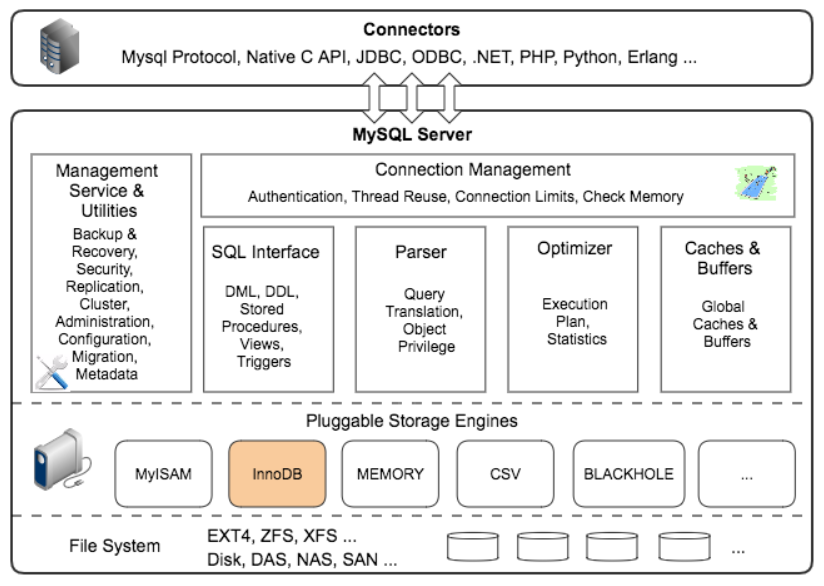 Connectors
Mysql Protocol, Native C API, JDBC, ODBC, .NET, PHP, Python, Erlang ...
MySQL Server
Management
Service &
Utilities
Backup &
Recovery,
Security,
Replication,
Cluster,
Administration,
Configuration,
Migration,
Metadata
Connection Management
Authentication, Thread Reuse, Connection Limits, Check Memory
SQL Interface
DML, DDL,
Stored
Procedures,
Views,
Triggers
Parser
Query
Translation,
Object
Privilege
Optimizer
Execution
Plan,
Statistics
Caches &
Buffers
Global
Caches &
Buffers
Pluggable Storage Engines
MyISAM
InnoDB
MEMORY
CSV
BLACKHOLE
...
File System
EXT4, ZFS, XFS ...
Disk, DAS, NAS, SAN ...
...